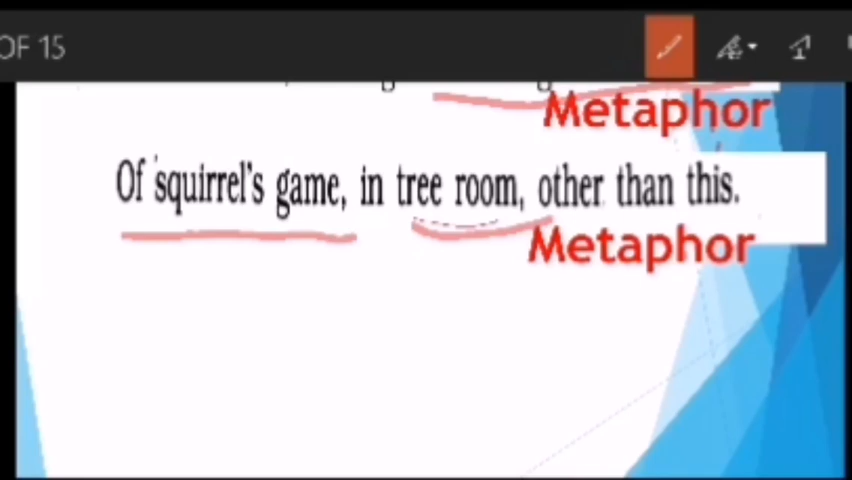 OF 15
Metaphor
Of squirrel's game, in tree room, other than this.
Metaphor